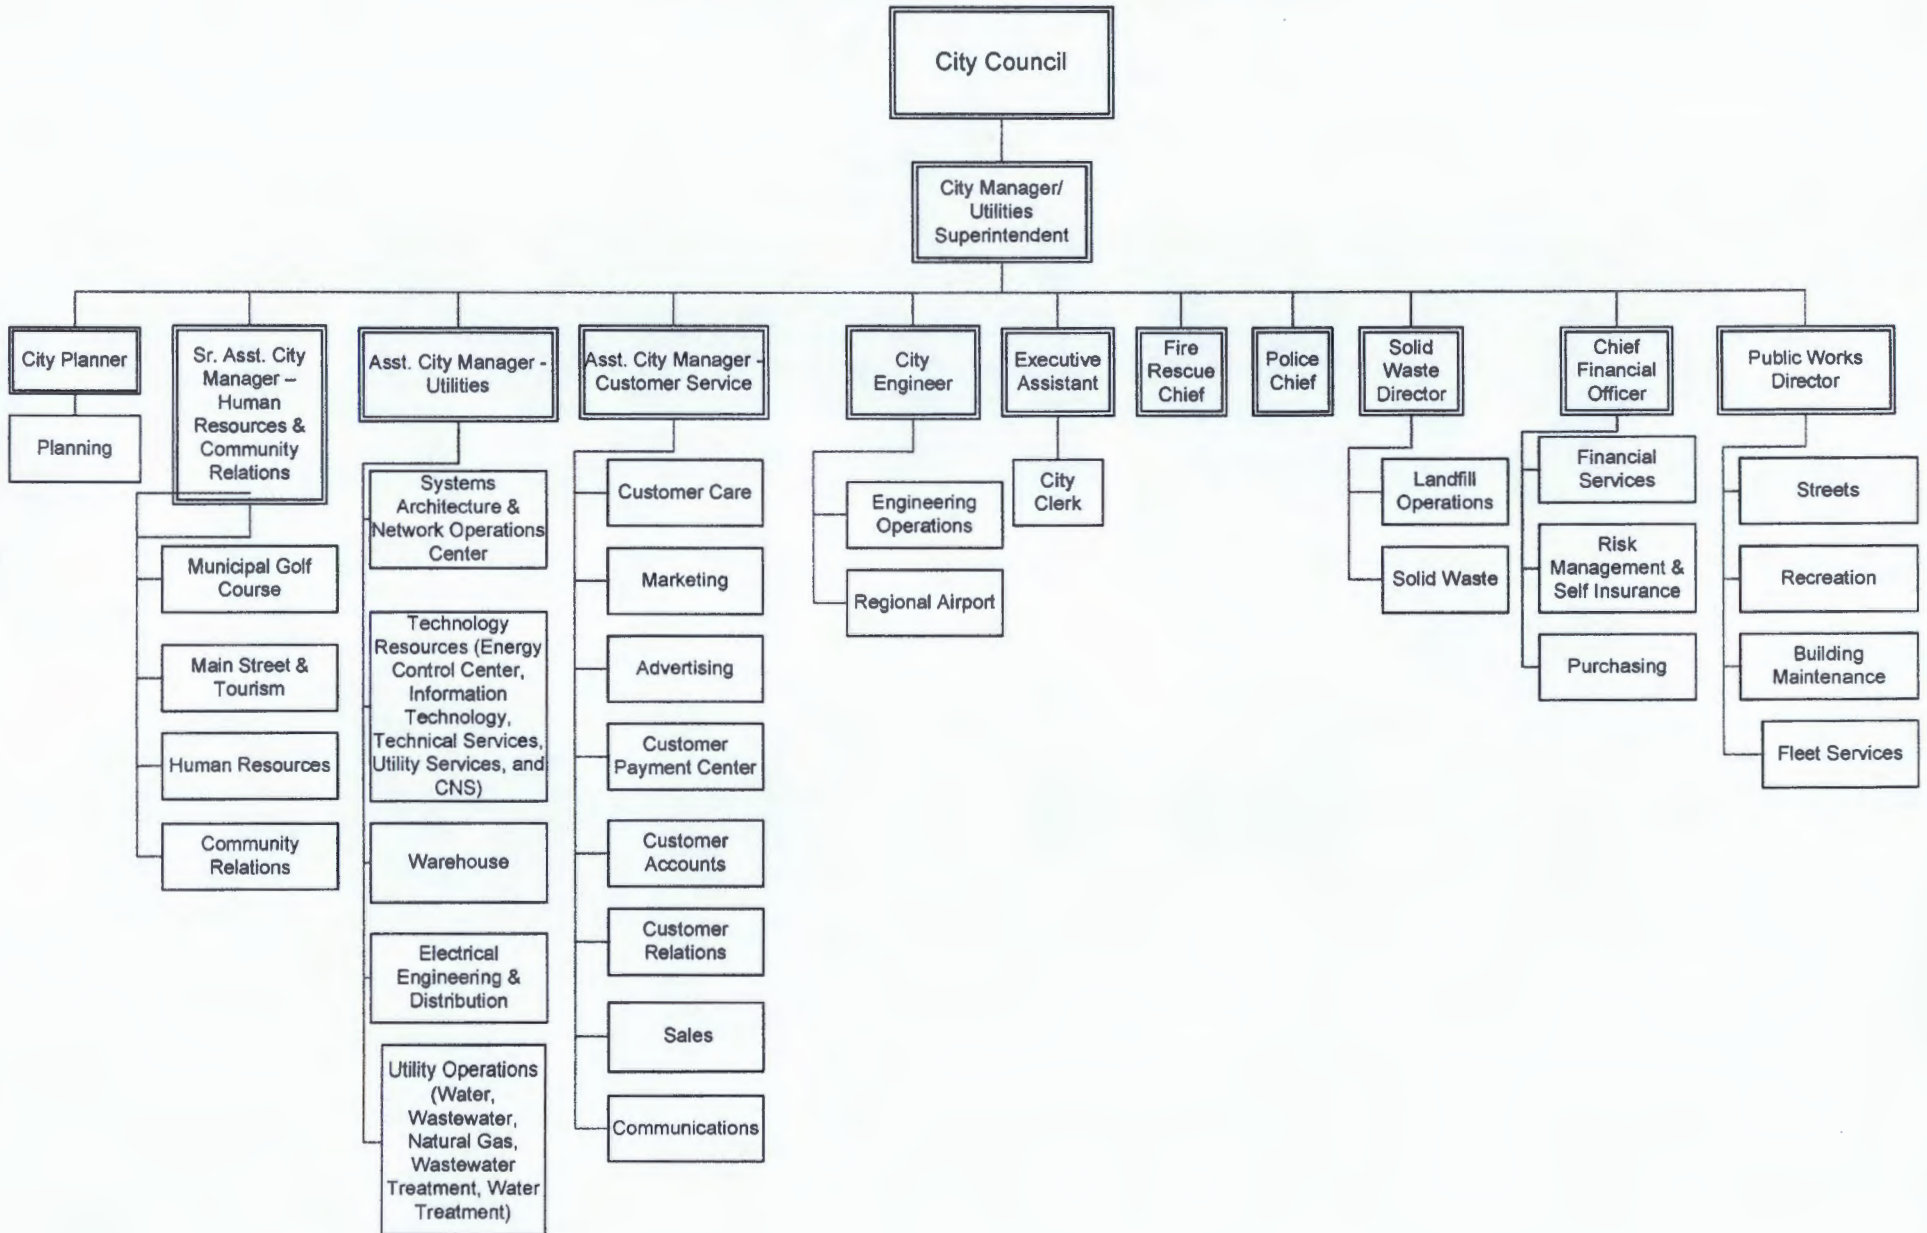 City Council
City Manager/
Utilities
Superintendent
City Planner
Planning
Sr. Asst. City
Manager –
Human
Resources &
Community
Relations
Municipal Golf
Course
Main Street &
Tourism
Human Resources
Community
Relations
Asst. City Manager -
Utilities
Systems
Architecture &
Network Operations
Center
Technology
Resources (Energy
Control Center,
Information
Technology,
Technical Services,
Utility Services, and
CNS)
Warehouse
Electrical
Engineering &
Distribution
Utility Operations
(Water,
Wastewater,
Natural Gas,
Wastewater
Treatment, Water
Treatment)
Asst. City Manager -
Customer Service
Customer Care
Marketing
Advertising
Customer
Payment Center
Customer
Accounts
Customer
Relations
Sales
Communications
City
Engineer
Engineering
Operations
Regional Airport
Executive
Assistant
City
Clerk
Fire
Rescue
Chief
Police
Chief
Solid
Waste
Director
Landfill
Operations
Solid Waste
Chief
Financial
Officer
Financial
Services
Risk
Management &
Self Insurance
Purchasing
Public Works
Director
Streets
Recreation
Building
Maintenance
Fleet Services